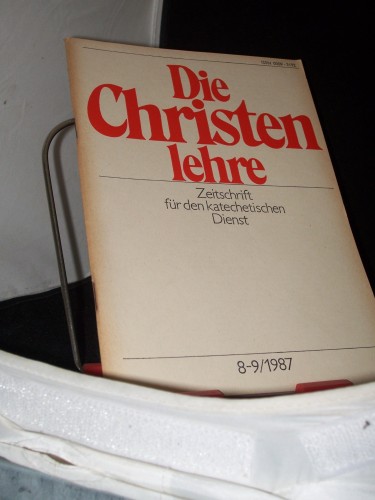 Die
Christen
lehre
Zeitschrift
für den katechetischen
Dienst
8-9/1987